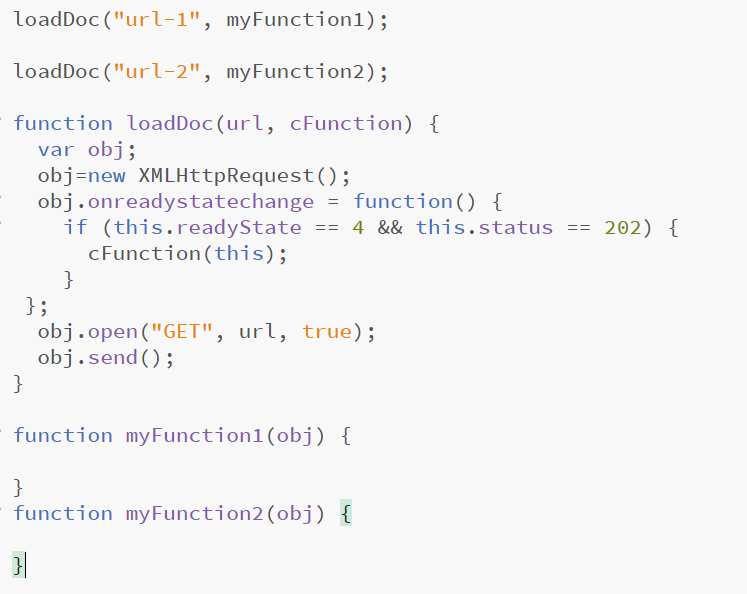 loadDoc("url-1", myFunction1);
loadDoc("url-2", myFunction2);
function loadDoc(url, cFunction) {
  var obj;
  obj=new XMLHttpRequest();
  obj.onreadystatechange = function() {
    if (this.readyState == 4 && this.status == 202) {
      cFunction(this);
    }
 };
  obj.open("GET", url, true);
  obj.send();
}
function myFunction1(obj) {
}
function myFunction2(obj) {
}